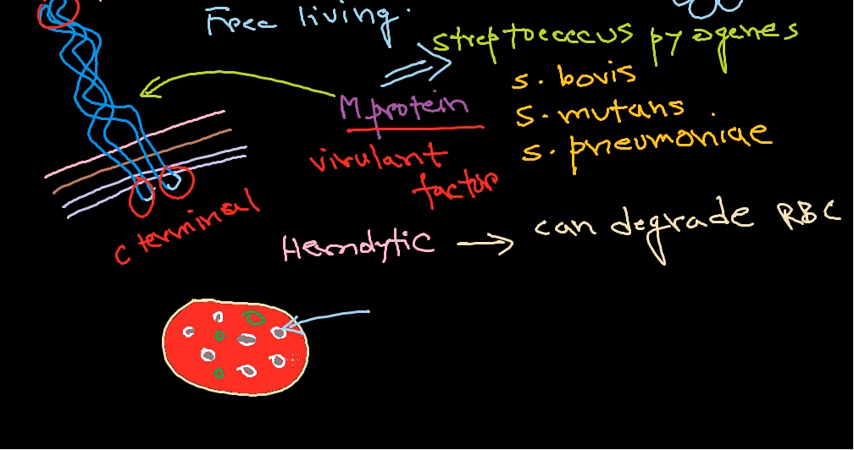 Free living.
streptococcus pyogenes
M.protein
s. bovis
s. mutans
s. pneumoniae
virulant
factor
C terminal
Hemolytic → can degrade RBC